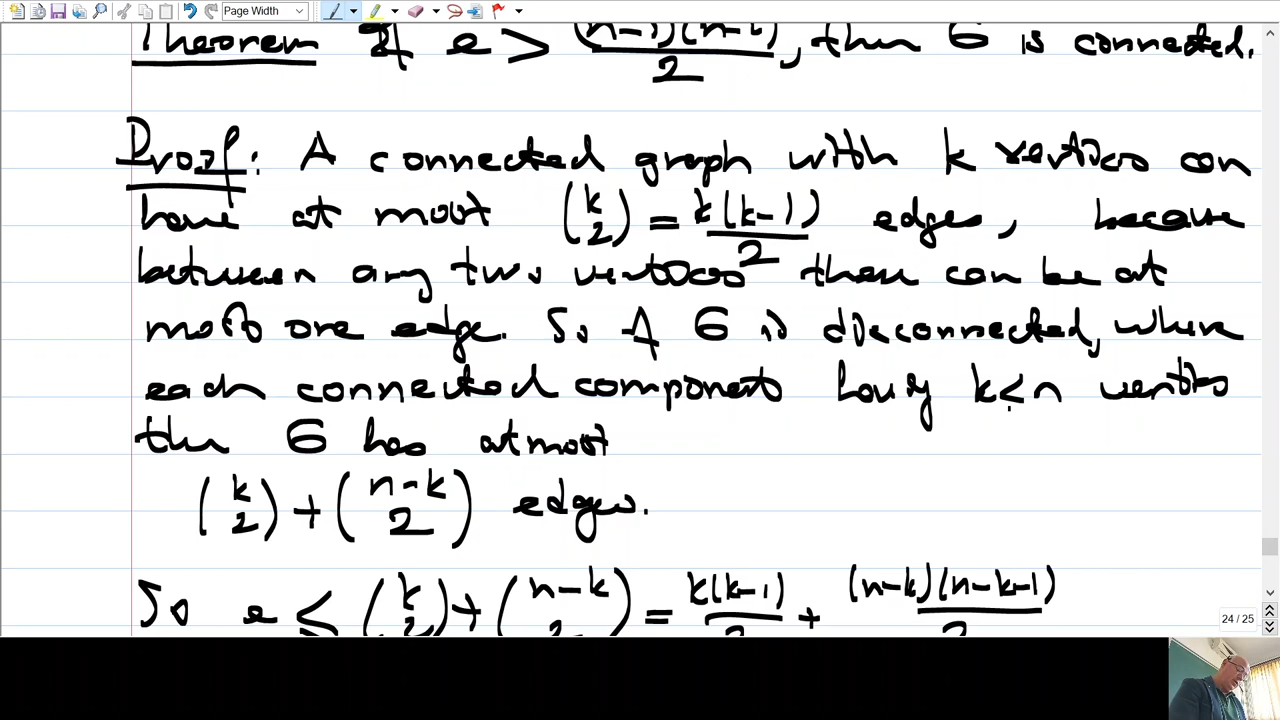 Page Width
Theorem If e > (n-1)(n-2)/2, then G is connected.
Proof: A connected graph with k vertices can
have at most (k 2) = k(k-1)/2 edges, because
between any two vertices there can be at
most one edge. So if G is disconnected, where
each connected component having k<n vertices
then G has at most
(k 2) + (n-k 2) edges.
So e ≤ (k 2) + (n-k 2) = k(k-1)/2 + (n-k)(n-k-1)/2
24 / 25